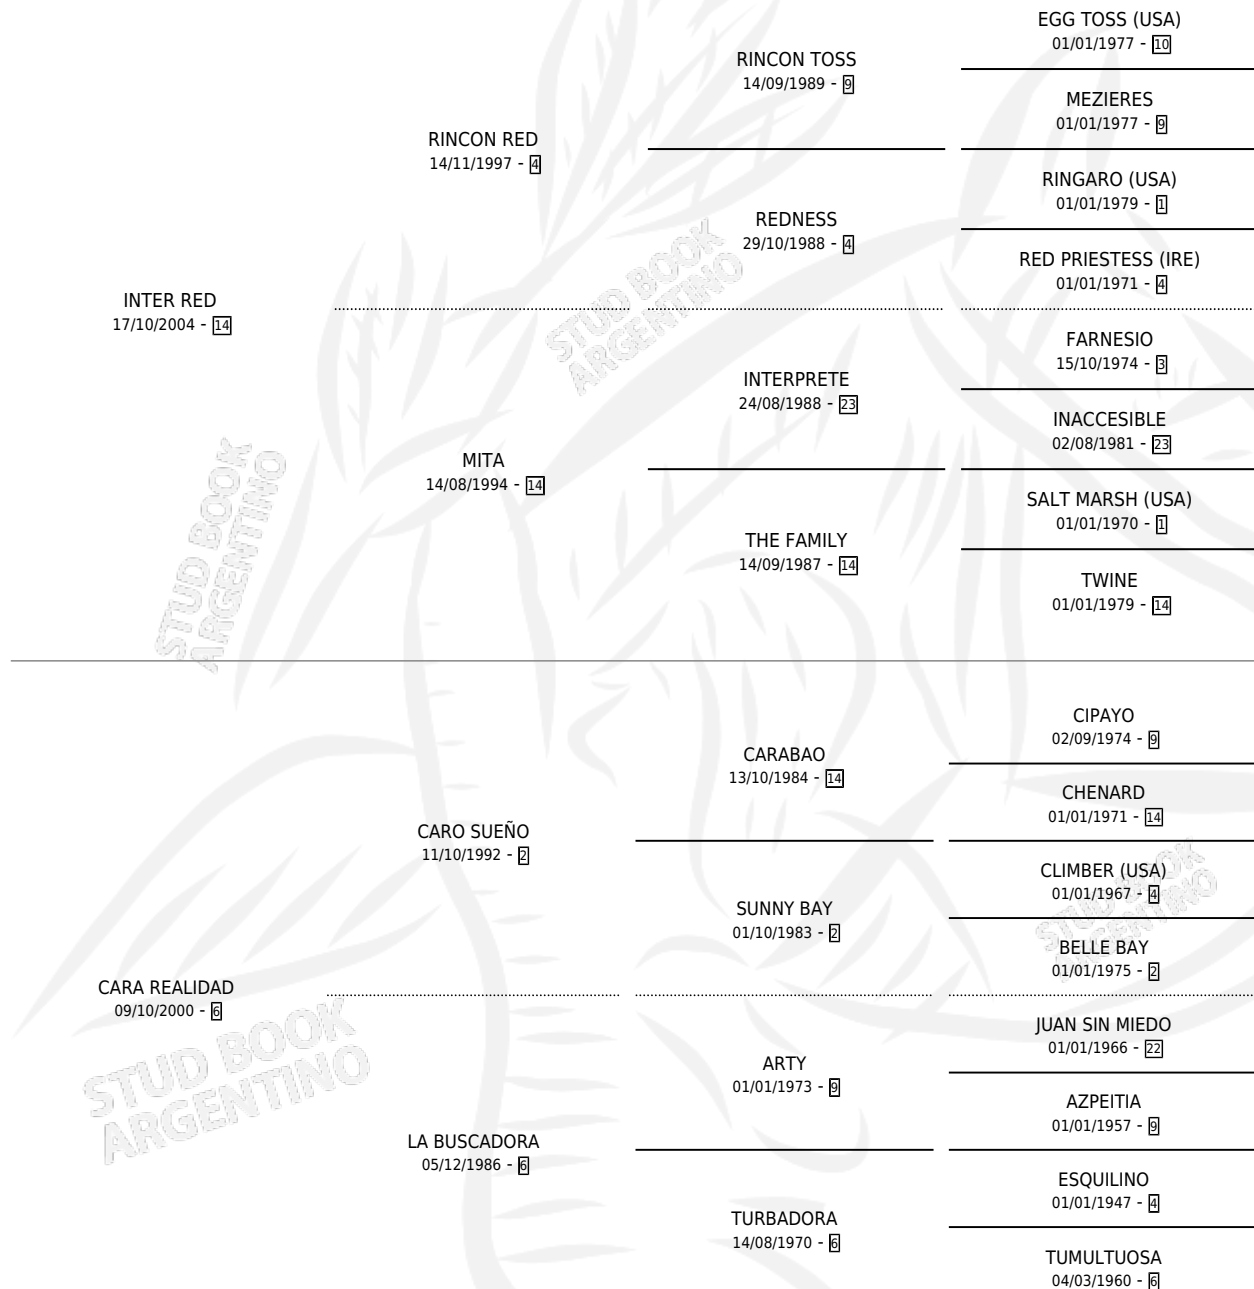 EGG TOSS (USA)
01/01/1977 - 10
RINCON TOSS
14/09/1989 - 9
MEZIERES
01/01/1977 - 9
RINCON RED
14/11/1997 - 4
RINGARO (USA)
01/01/1979 - 1
REDNESS
29/10/1988 - 4
RED PRIESTESS (IRE)
01/01/1971 - 4
INTER RED
17/10/2004 - 14
FARNESIO
15/10/1974 - 3
INTERPRETE
24/08/1988 - 23
INACCESIBLE
02/08/1981 - 23
MITA
14/08/1994 - 14
SALT MARSH (USA)
01/01/1970 - 1
THE FAMILY
14/09/1987 - 14
TWINE
01/01/1979 - 14
CIPAYO
02/09/1974 - 9
CARABAO
13/10/1984 - 14
CHENARD
01/01/1971 - 14
CARO SUEÑO
11/10/1992 - 2
CLIMBER (USA)
01/01/1967 - 4
SUNNY BAY
01/10/1983 - 2
BELLE BAY
01/01/1975 - 2
CARA REALIDAD
09/10/2000 - 6
JUAN SIN MIEDO
01/01/1966 - 22
ARTY
01/01/1973 - 9
AZPEITIA
01/01/1957 - 9
LA BUSCADORA
05/12/1986 - 6
ESQUILINO
01/01/1947 - 4
TURBADORA
14/08/1970 - 6
TUMULTUOSA
04/03/1960 - 6
STUD BOOK
ARGENTINO
STUD BOOK
ARGENTINO
STUD BOOK
ARGENTINO
STUD BOOK
ARGENTINO